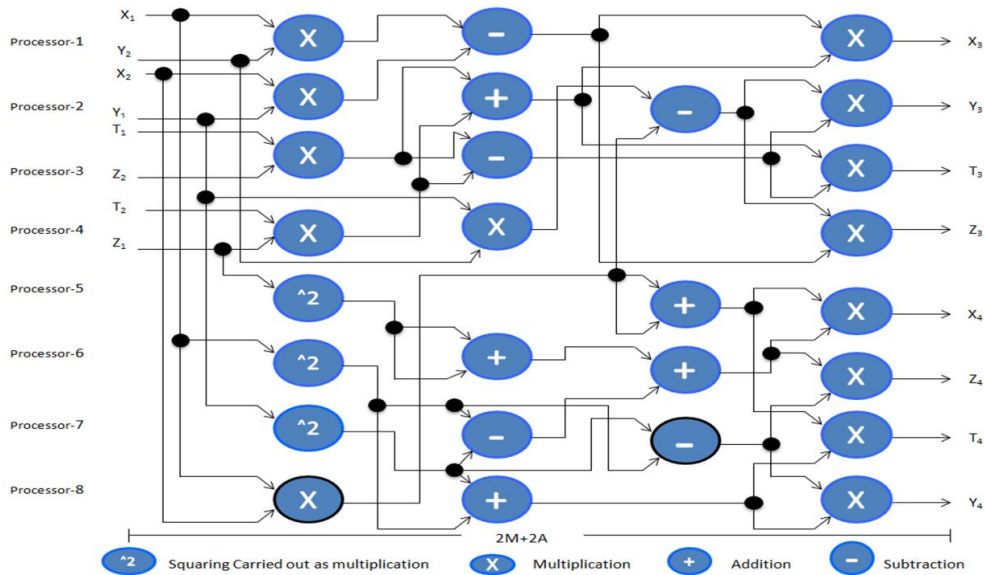 X1
Processor-1
X
-
X
X3
Y2
X2
X
+
-
X
Y3
Processor-2
Y1
T1
X
-
X
T3
Processor-3
Z2
T2
X
X
X
Z3
Processor-4
Z1
Processor-5
^2
+
X
X4
Processor-6
^2
+
+
X
Z4
Processor-7
^2
-
-
X
T4
Processor-8
X
+
X
Y4
2M+2A
^2 Squaring Carried out as multiplication X Multiplication + Addition - Subtraction